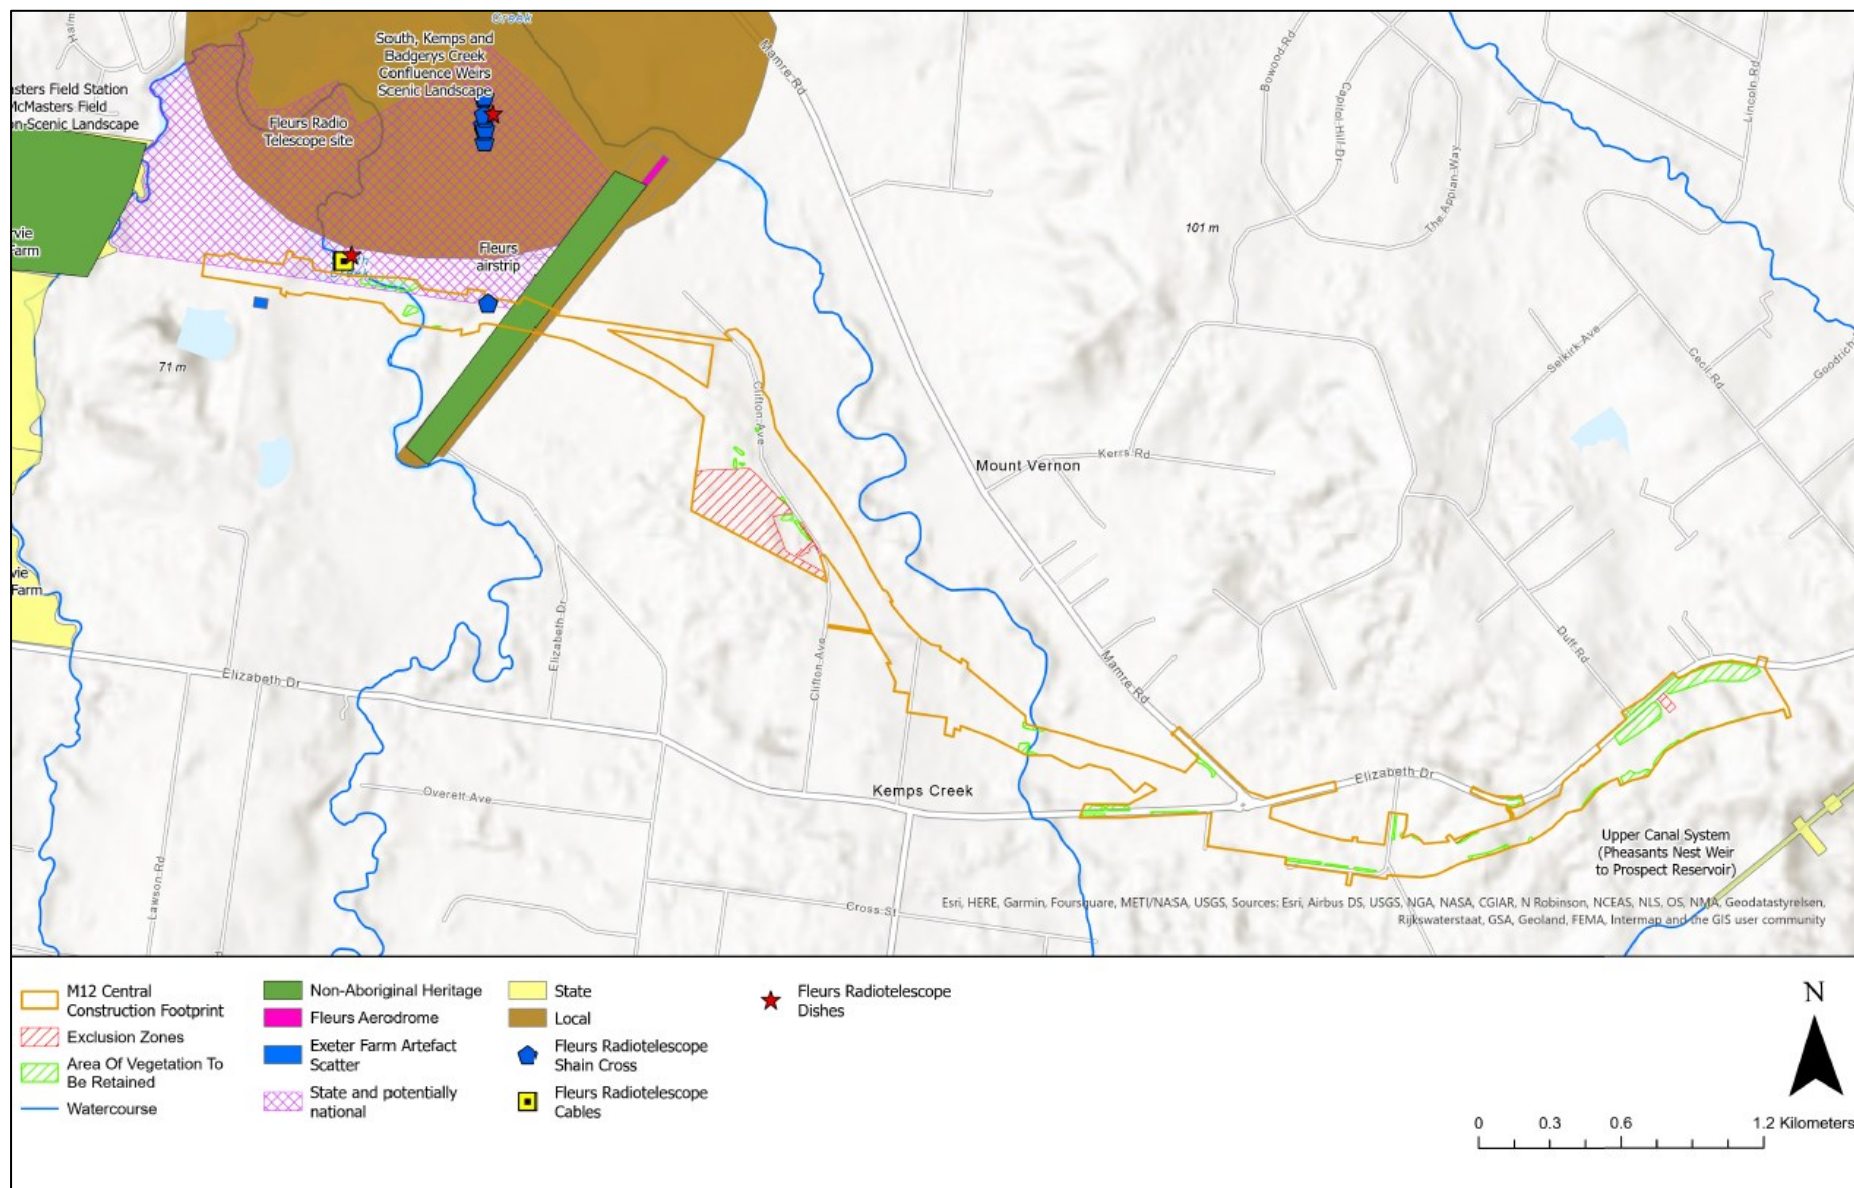 Creek
South, Kemps and
Badgerys Creek
Confluence Weirs
Scenic Landscape
Mamre Rd
Bowood Rd
Capitol Hill Dr
The Appian Way
Lincoln Rd
asters Field Station
McMasters Field
on-Scenic Landscape
Fleurs Radio
Telescope site
101 m
vie
Farm
Fleurs
airstrip
Creek
71 m
Selkirk Ave
Cecil Rd
Goodrich
Clifton Ave
Mount Vernon
Kerrs Rd
vie
Farm
Elizabeth Dr
Elizabeth Dr
Clifton Ave
Mamre Rd
Duff Rd
Overett Ave
Kemps Creek
Elizabeth Dr
Lawson Rd
Cross St
Upper Canal System
(Pheasants Nest Weir
to Prospect Reservoir)
Esri, HERE, Garmin, Foursquare, METI/NASA, USGS, Sources: Esri, Airbus DS, USGS, NGA, NASA, CGIAR, N Robinson, NCEAS, NLS, OS, NMA, Geodatastyrelsen,
Rijkswaterstaat, GSA, Geoland, FEMA, Intermap and the GIS user community
M12 Central
Construction Footprint
Exclusion Zones
Area Of Vegetation To
Be Retained
Watercourse
Non-Aboriginal Heritage
Fleurs Aerodrome
Exeter Farm Artefact
Scatter
State and potentially
national
State
Local
Fleurs Radiotelescope
Shain Cross
Fleurs Radiotelescope
Cables
Fleurs Radiotelescope
Dishes
N
0 0.3 0.6 1.2 Kilometers